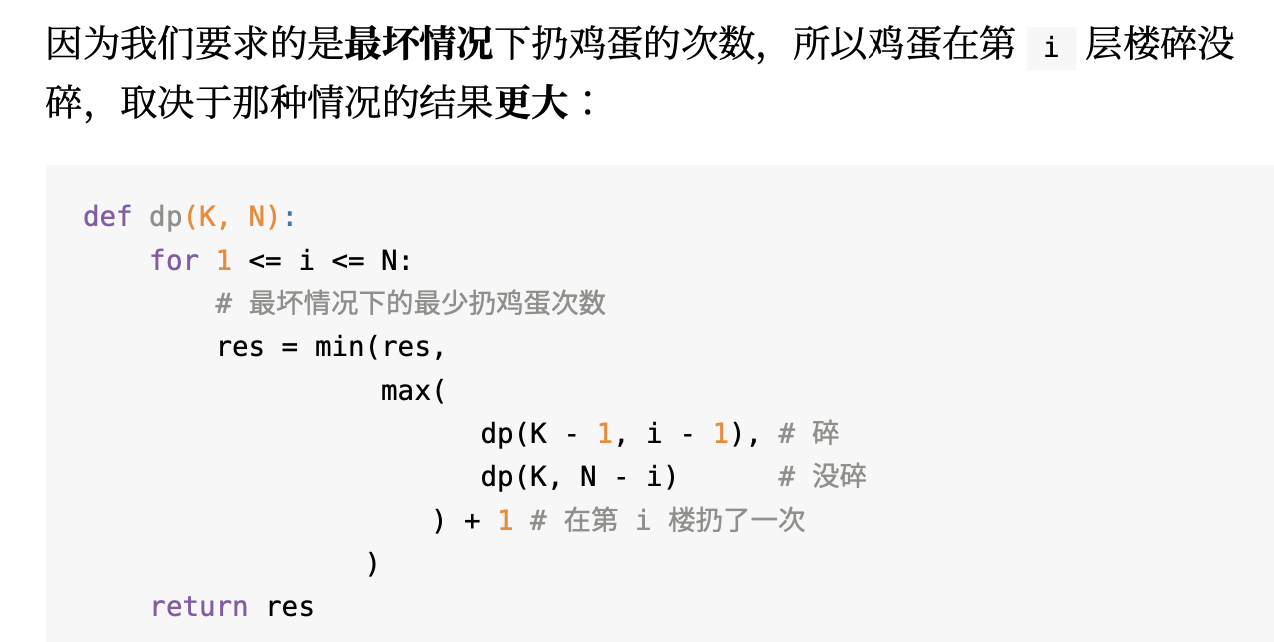 因为我们要求的是最坏情况下扔鸡蛋的次数，所以鸡蛋在第 i 层楼碎没
碎，取决于那种情况的结果更大：
def dp(K, N):
    for 1 <= i <= N:
        # 最坏情况下的最少扔鸡蛋次数
        res = min(res,
                  max(
                        dp(K - 1, i - 1), # 碎
                        dp(K, N - i)      # 没碎
                     ) + 1 # 在第 i 楼扔了一次
                 )
    return res